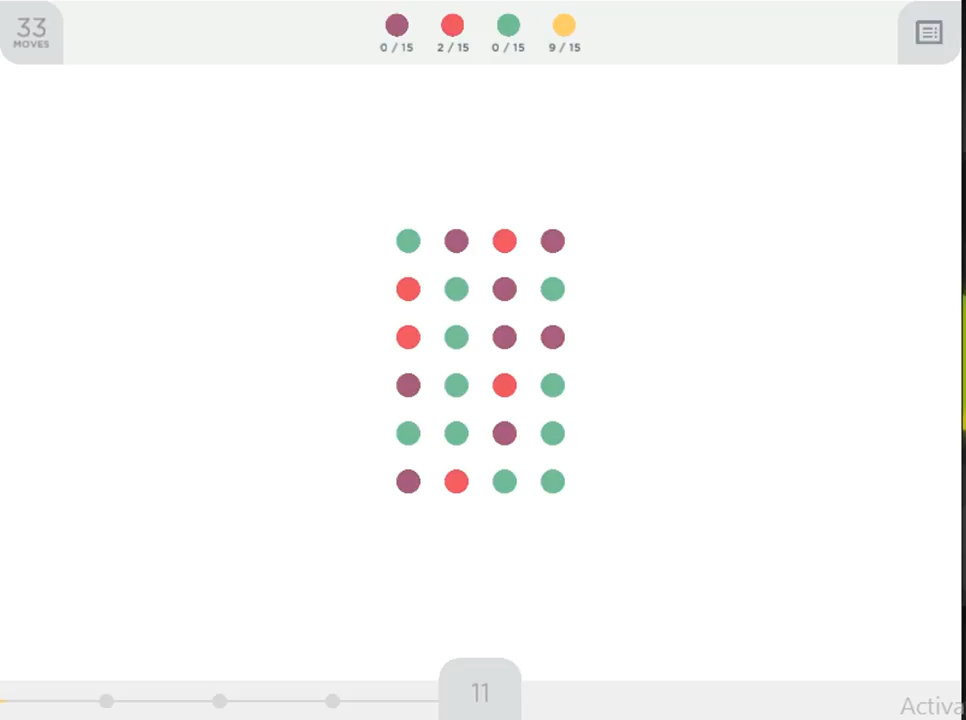 33
MOVES
0 / 15
2 / 15
0 / 15
9 / 15
11
Activa